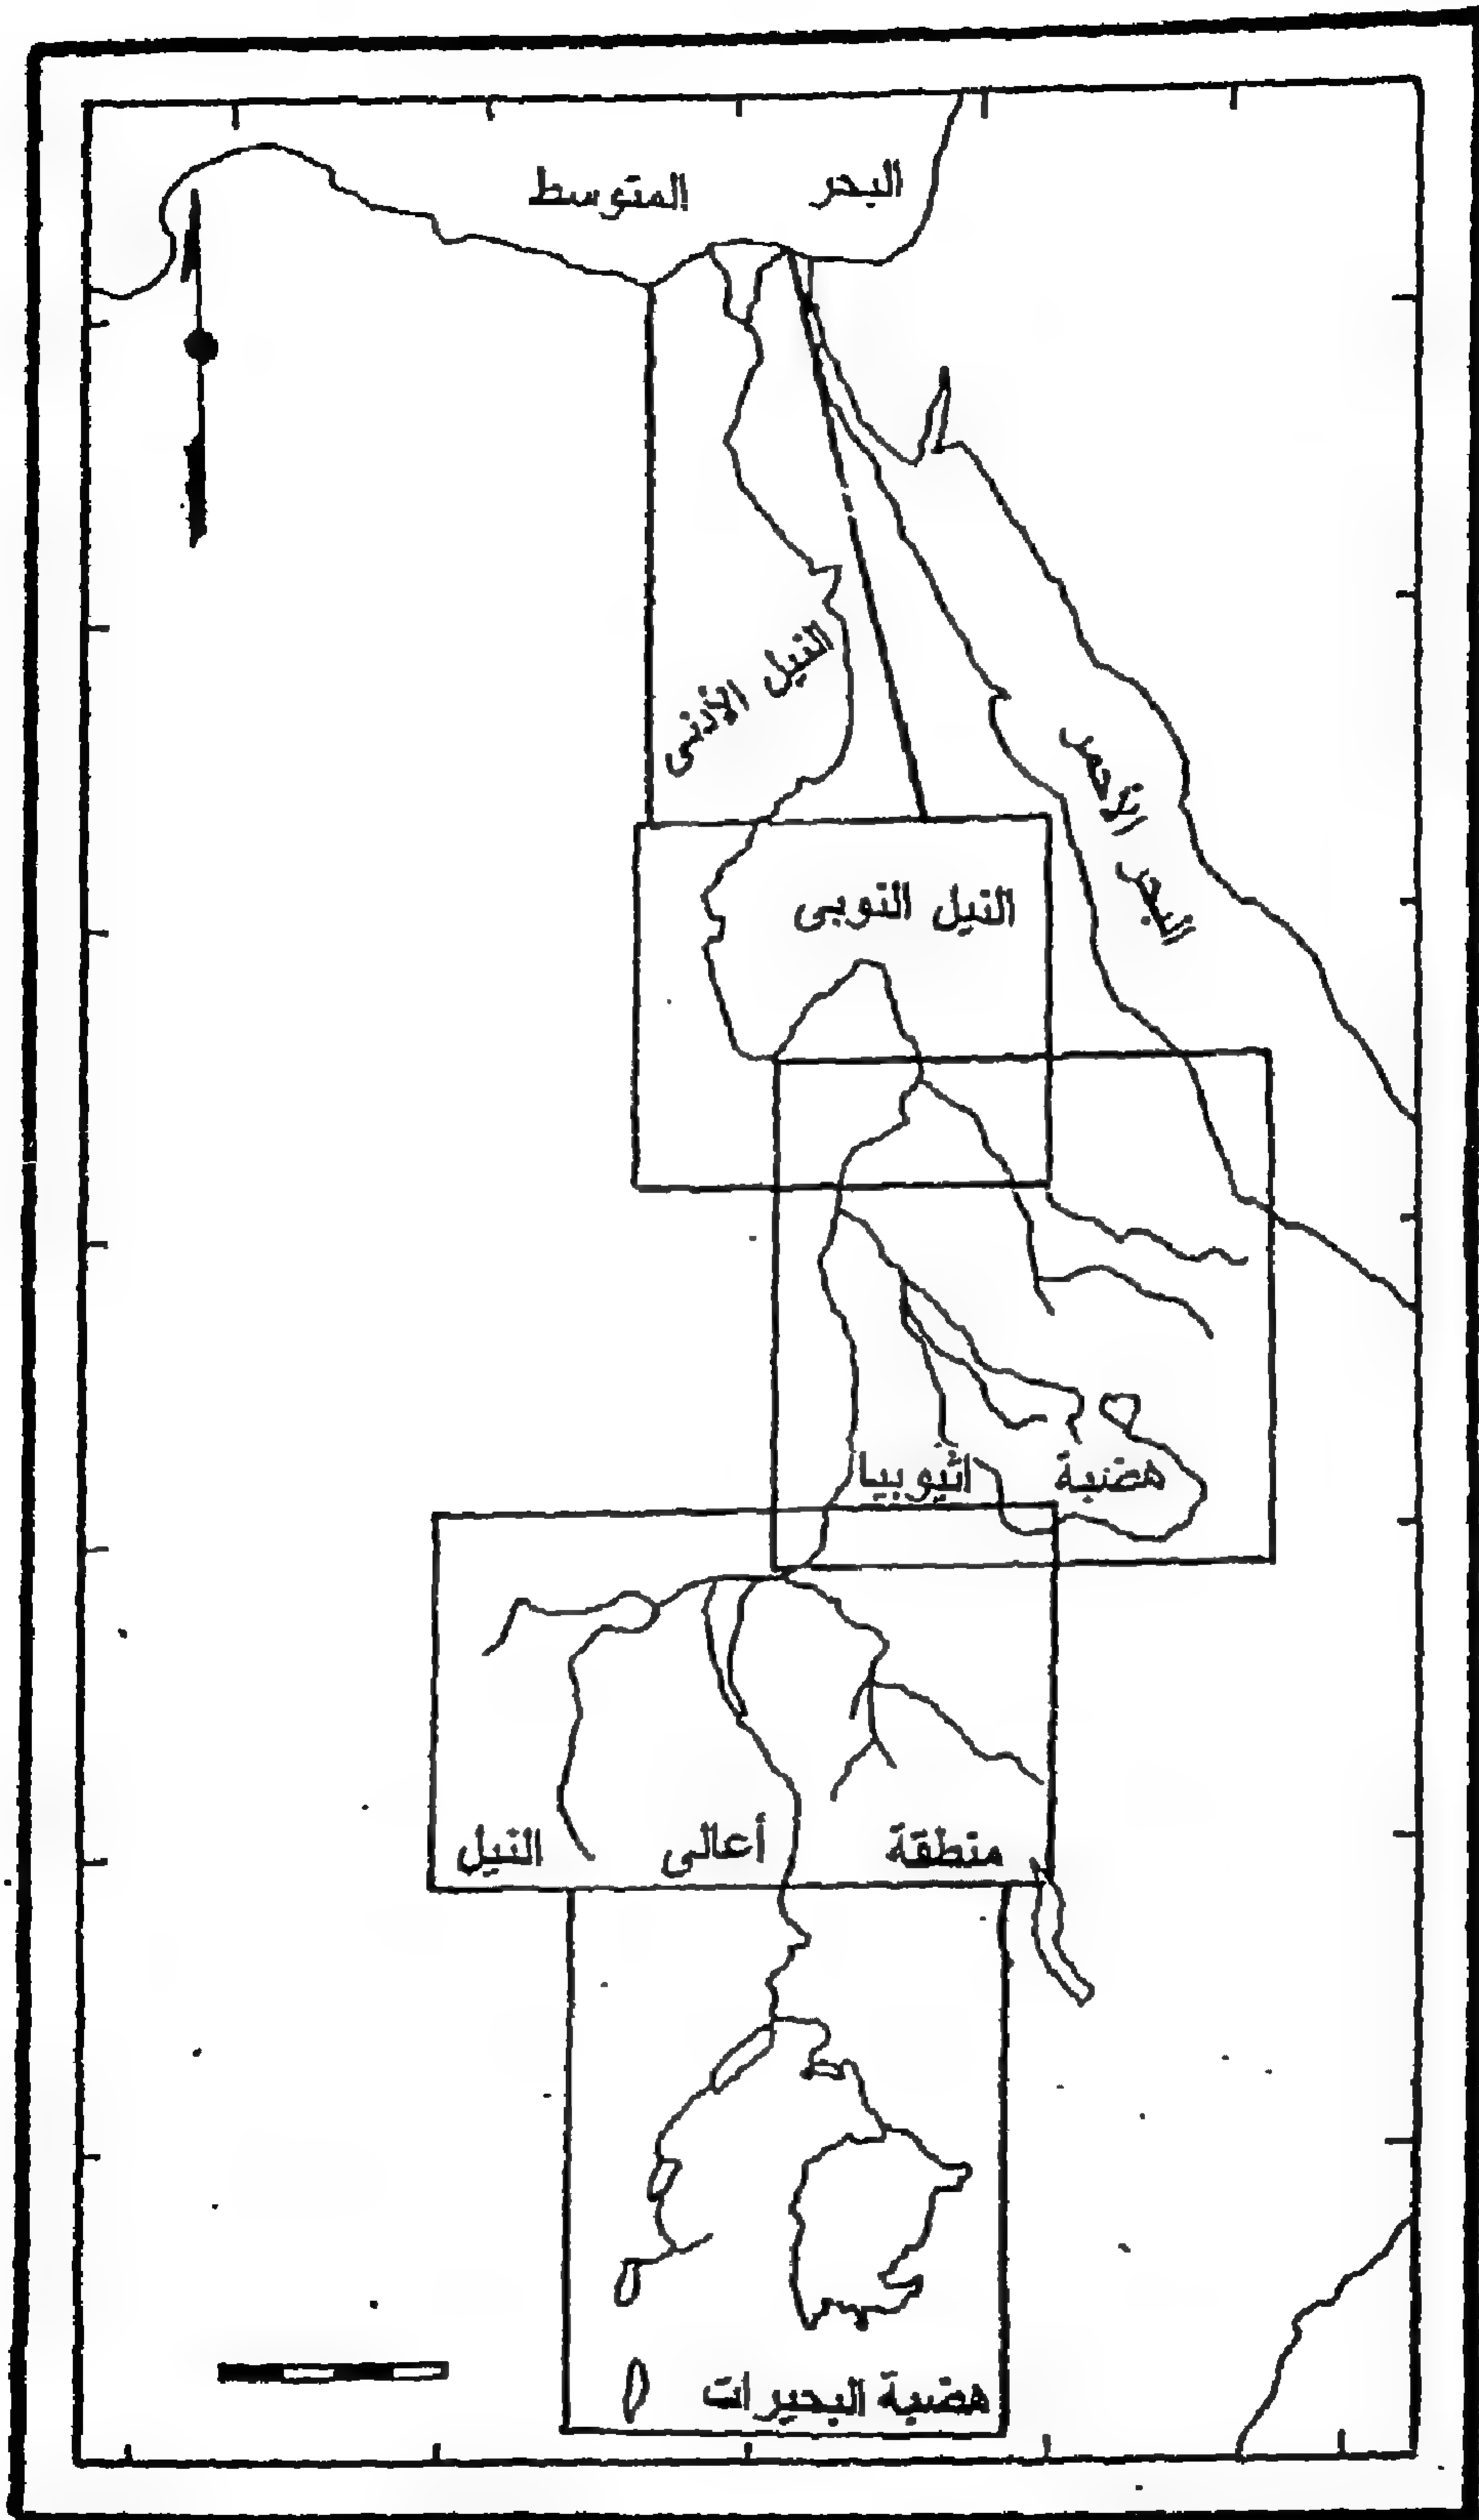 البحر المتوسط
النيل الأدنى
البحر الأحمر
النيل النوبى
هضبة اثيوبيا
منطقة أعالى النيل
هضبة البحيرات